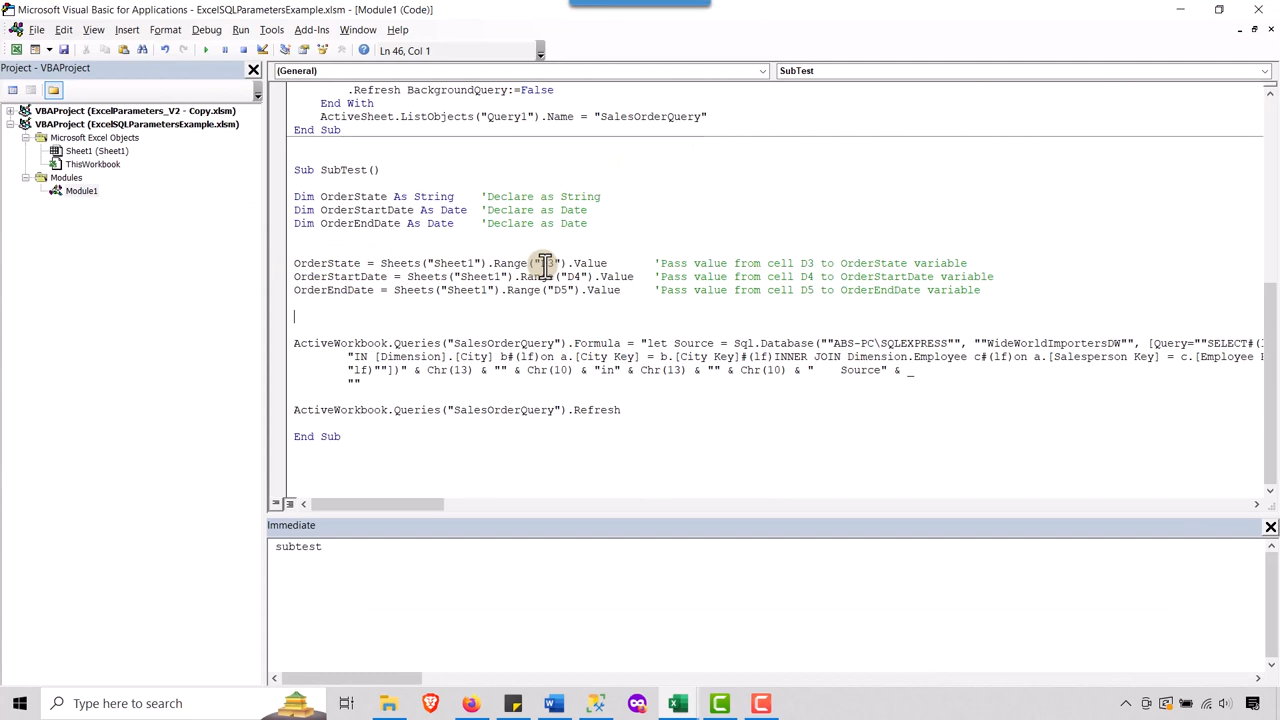 Microsoft Visual Basic for Applications - ExcelSQLParametersExample.xlsm - [Module1 (Code)]
File Edit View Insert Format Debug Run Tools Add-Ins Window Help
Ln 46, Col 1
Project - VBAProject
VBAProject (ExcelParameters_V2 - Copy.xlsm)
VBAProject (ExcelSQLParametersExample.xlsm)
Microsoft Excel Objects
Sheet1 (Sheet1)
ThisWorkbook
Modules
Module1
(General) SubTest
.Refresh BackgroundQuery:=False
End With
ActiveSheet.ListObjects("Query1").Name = "SalesOrderQuery"
End Sub
Sub SubTest()
Dim OrderState As String 'Declare as String
Dim OrderStartDate As Date 'Declare as Date
Dim OrderEndDate As Date 'Declare as Date
OrderState = Sheets("Sheet1").Range("D3").Value 'Pass value from cell D3 to OrderState variable
OrderStartDate = Sheets("Sheet1").Range("D4").Value 'Pass value from cell D4 to OrderStartDate variable
OrderEndDate = Sheets("Sheet1").Range("D5").Value 'Pass value from cell D5 to OrderEndDate variable
ActiveWorkbook.Queries("SalesOrderQuery").Formula = "let Source = Sql.Database(""ABS-PC\SQLEXPRESS"", ""WideWorldImportersDW"", [Query=""SELECT#(
"IN [Dimension].[City] b#(lf)on a.[City Key] = b.[City Key]#(lf)INNER JOIN Dimension.Employee c#(lf)on a.[Salesperson Key] = c.[Employee
"lf)""])" & Chr(13) & "" & Chr(10) & "in" & Chr(13) & "" & Chr(10) & " Source" & _
""
ActiveWorkbook.Queries("SalesOrderQuery").Refresh
End Sub
Immediate
subtest
Type here to search